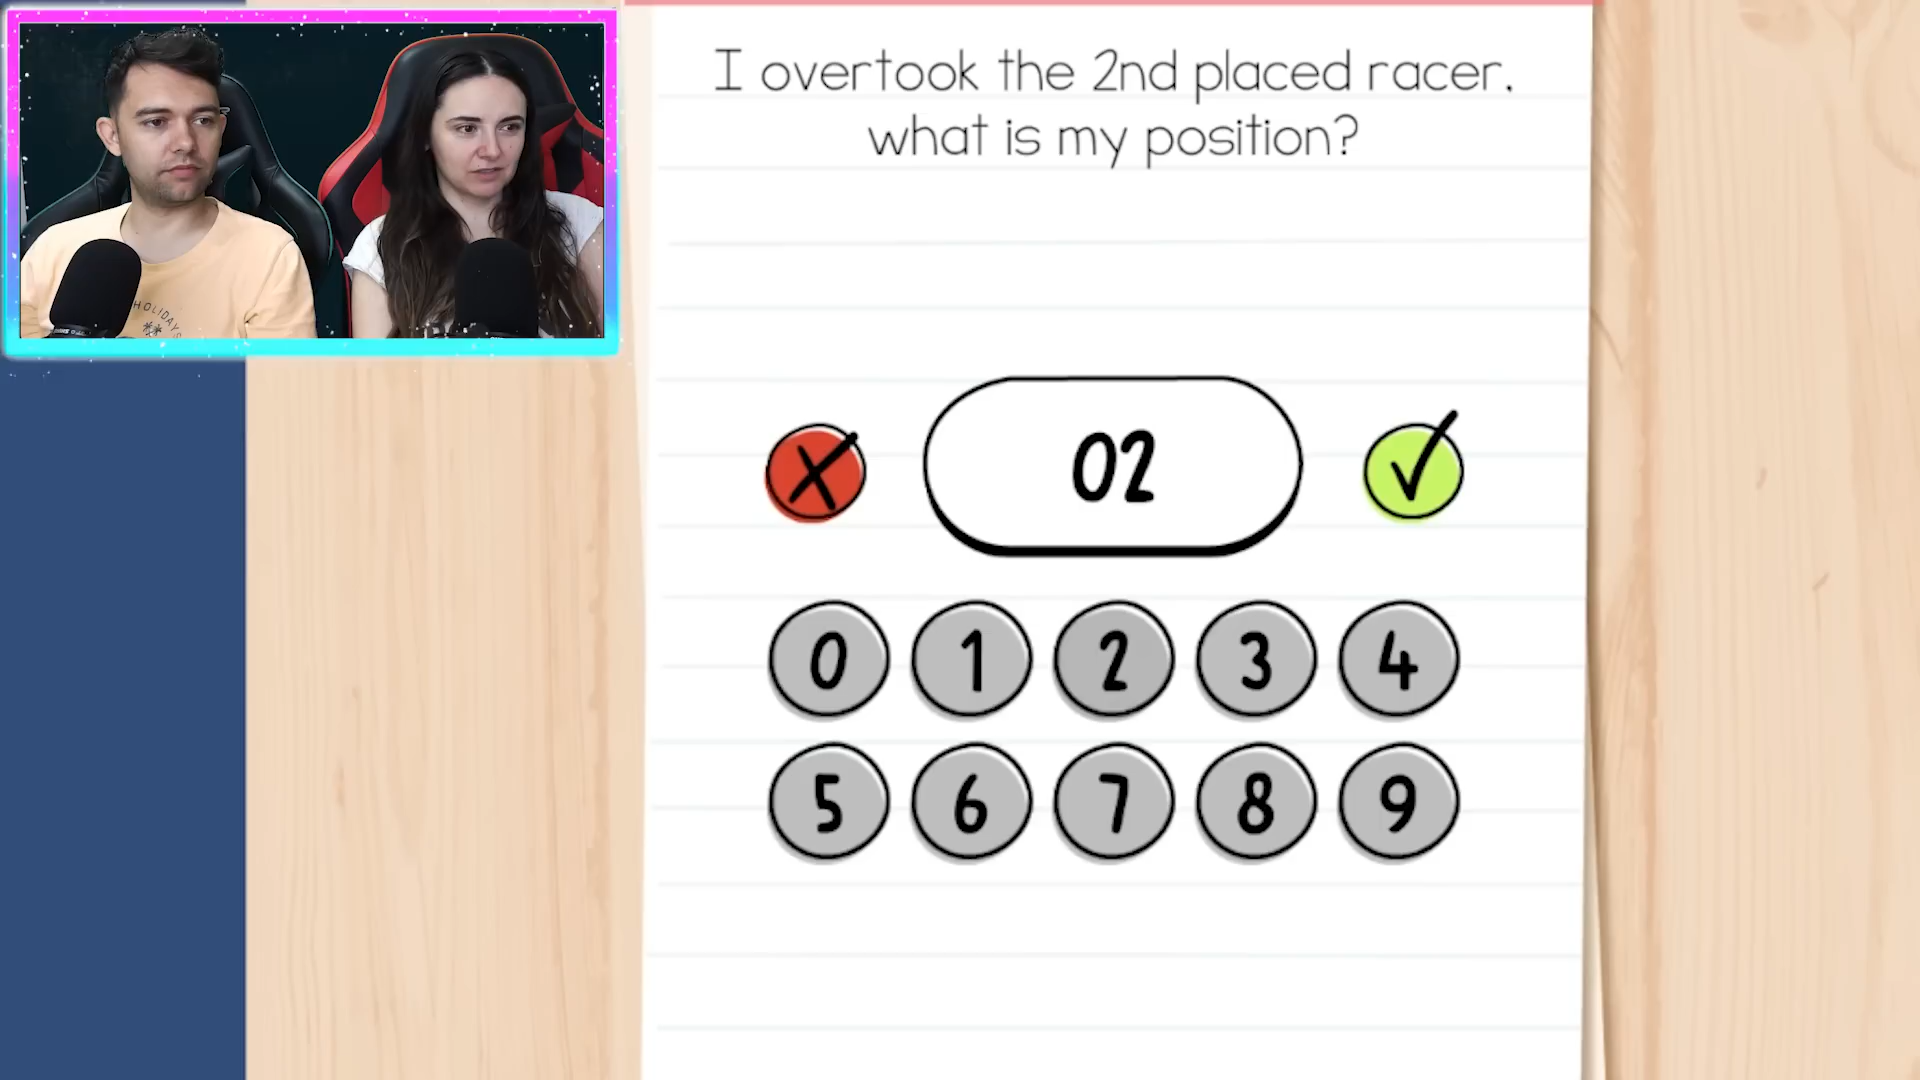 I overtook the 2nd placed racer.
what is my position?
02
0 1 2 3 4
5 6 7 8 9
HOLIDAYS